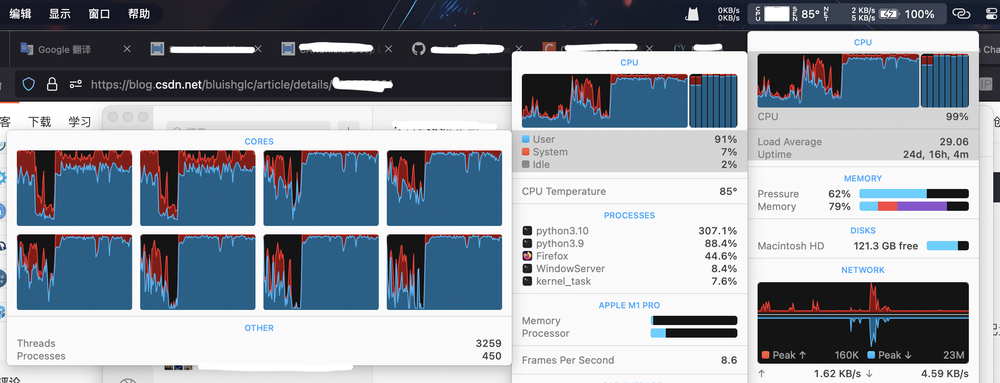 编辑 显示 窗口 帮助
0KB/s
0KB/s
85°
2 KB/s
5 KB/s
100%
Google 翻译
https://blog.csdn.net/bluishglc/article/details/
客 下载 学习
CORES
OTHER
Threads 3259
Processes 450
CPU
User 91%
System 7%
Idle 2%
CPU Temperature 85°
PROCESSES
python3.10 307.1%
python3.9 88.4%
Firefox 44.6%
WindowServer 8.4%
kernel_task 7.6%
APPLE M1 PRO
Memory
Processor
Frames Per Second 8.6
CPU
CPU 99%
Load Average 29.06
Uptime 24d, 16h, 4m
MEMORY
Pressure 62%
Memory 79%
DISKS
Macintosh HD 121.3 GB free
NETWORK
Peak ↑ 160K Peak ↓ 23M
↑ 1.62 KB/s ↓ 4.59 KB/s